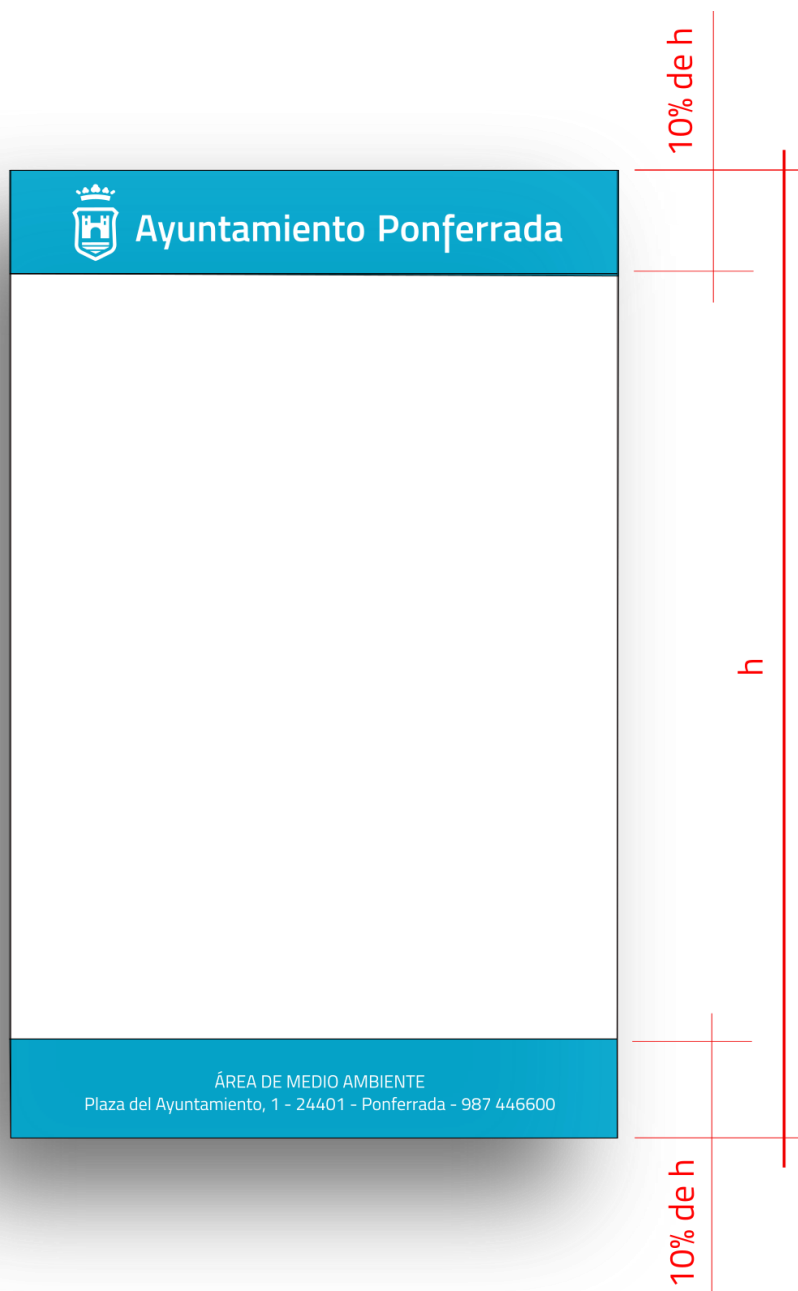 10% de h
Ayuntamiento Ponferrada
h
ÁREA DE MEDIO AMBIENTE
Plaza del Ayuntamiento, 1 - 24401 - Ponferrada - 987 446600
10% de h